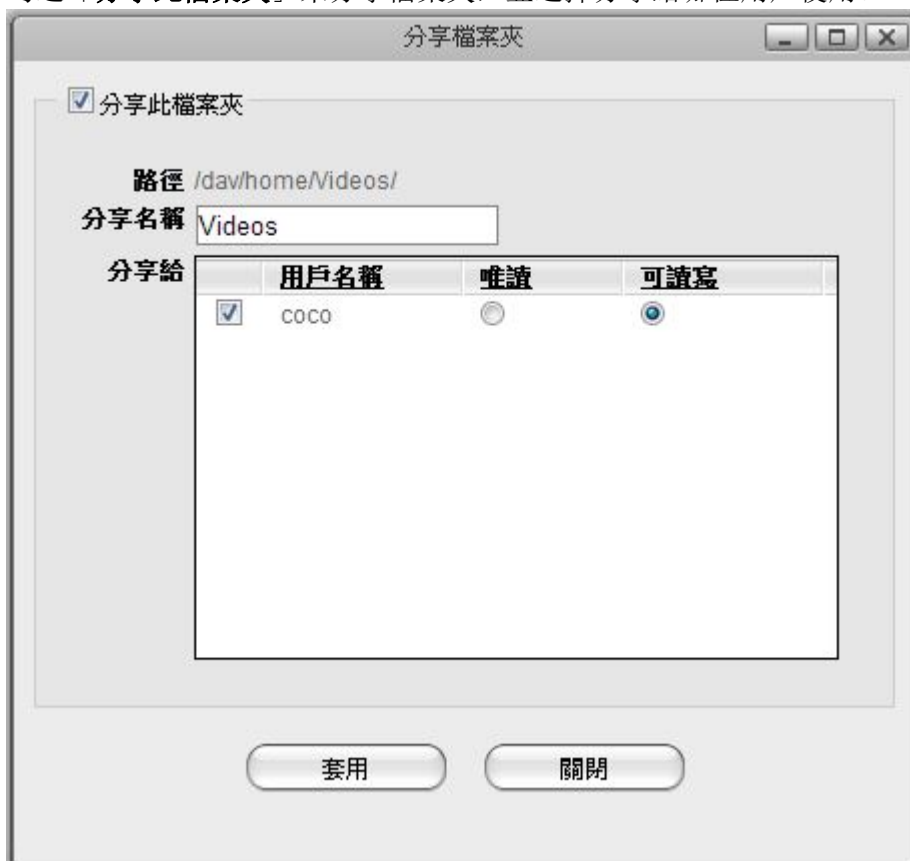 分享檔案夾
分享此檔案夾
路徑 /dav/home/Videos/
分享名稱 Videos
分享給 用戶名稱 唯讀 可讀寫
coco
套用 關閉